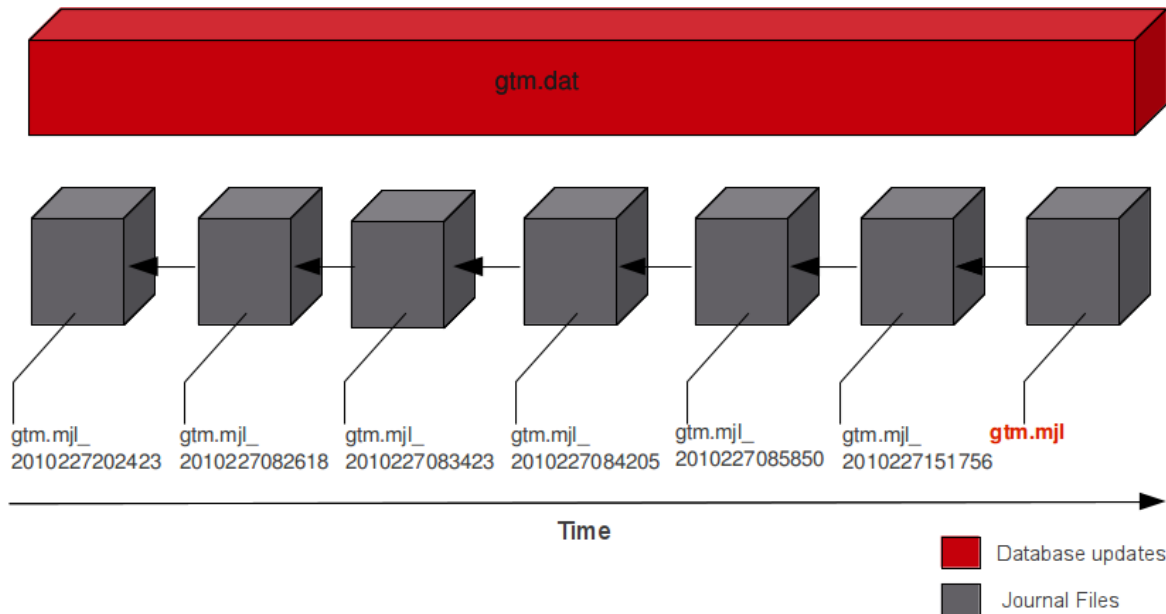 gtm.dat
gtm.mjl_
2010227202423
gtm.mjl_
2010227082618
gtm.mjl_
2010227083423
gtm.mjl_
2010227084205
gtm.mjl_
2010227085850
gtm.mjl_
2010227151756
gtm.mjl
Time
Database updates
Journal Files